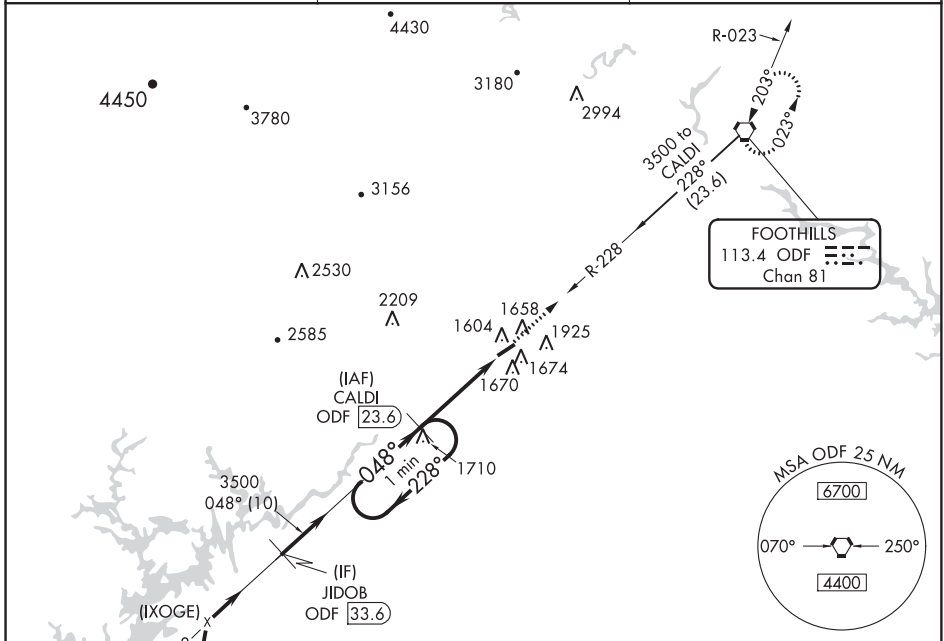 4430
R-023
4450
3780
3180
2994
203°
023°
3500 to
CALDI
228°
(23.6)
3156
FOOTHILLS
113.4 ODF
Chan 81
R-228
2530
2209
1658
1604
1925
2585
1674
1670
(IAF)
CALDI
ODF 23.6
048°
1 min
228°
1710
3500
048° (10)
MSA ODF 25 NM
6700
070°
250°
4400
(IF)
JIDOB
ODF 33.6
(IXOGE)
X